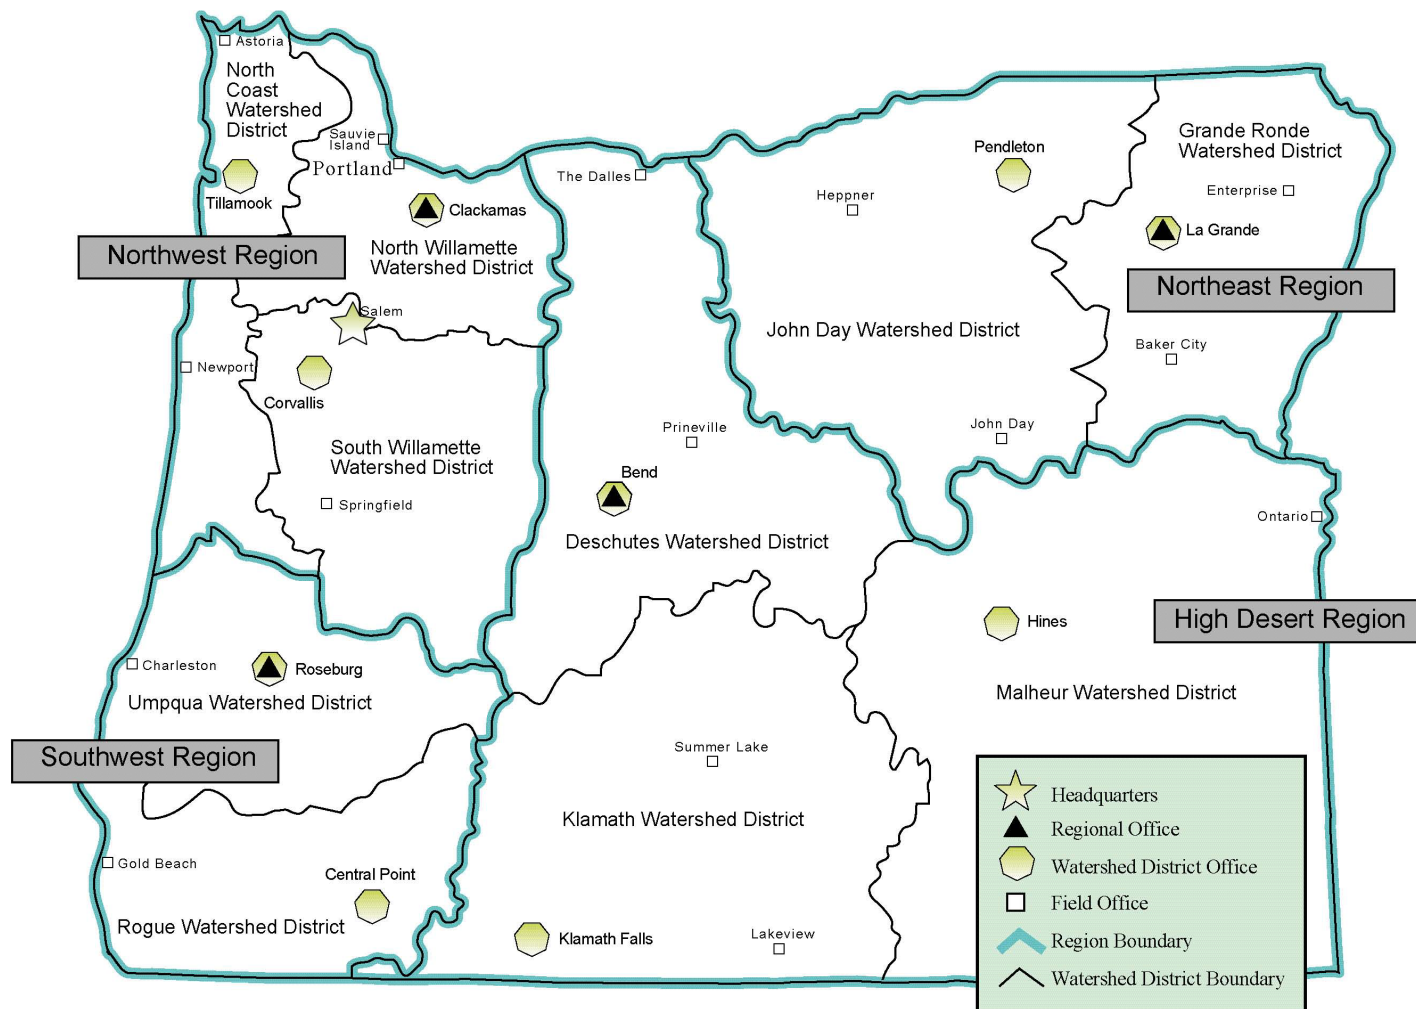 Astoria
North
Coast
Watershed
District
Sauvie
Island
Portland
Tillamook
Clackamas
North Willamette
Watershed District
Northwest Region
Salem
Newport
Corvallis
South Willamette
Watershed District
Springfield
The Dalles
Heppner
Pendleton
Grande Ronde
Watershed District
Enterprise
La Grande
Northeast Region
John Day Watershed District
Baker City
John Day
Prineville
Bend
Deschutes Watershed District
Ontario
Hines
High Desert Region
Malheur Watershed District
Charleston
Roseburg
Umpqua Watershed District
Southwest Region
Summer Lake
Klamath Watershed District
Gold Beach
Central Point
Rogue Watershed District
Klamath Falls
Lakeview
Headquarters
Regional Office
Watershed District Office
Field Office
Region Boundary
Watershed District Boundary